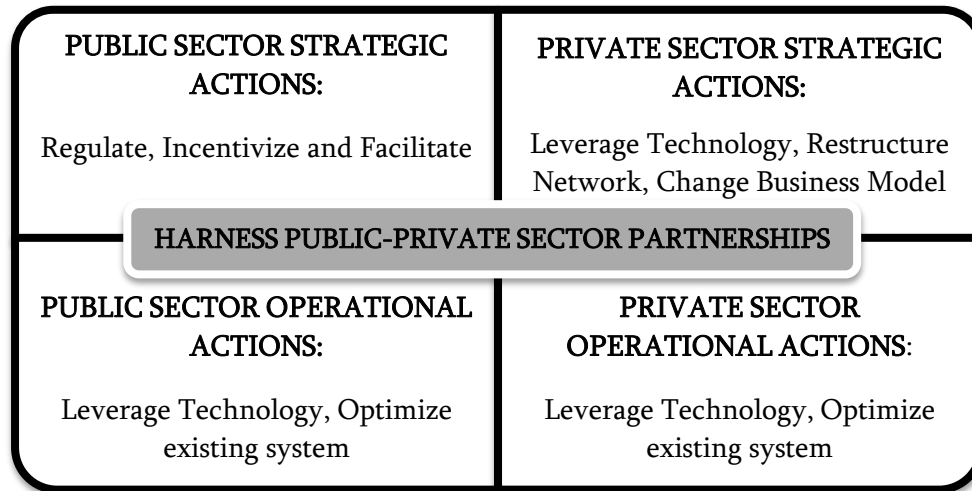 PUBLIC SECTOR STRATEGIC
ACTIONS:
Regulate, Incentivize and Facilitate
PRIVATE SECTOR STRATEGIC
ACTIONS:
Leverage Technology, Restructure
Network, Change Business Model
HARNESS PUBLIC-PRIVATE SECTOR PARTNERSHIPS
PUBLIC SECTOR OPERATIONAL
ACTIONS:
Leverage Technology, Optimize
existing system
PRIVATE SECTOR
OPERATIONAL ACTIONS:
Leverage Technology, Optimize
existing system